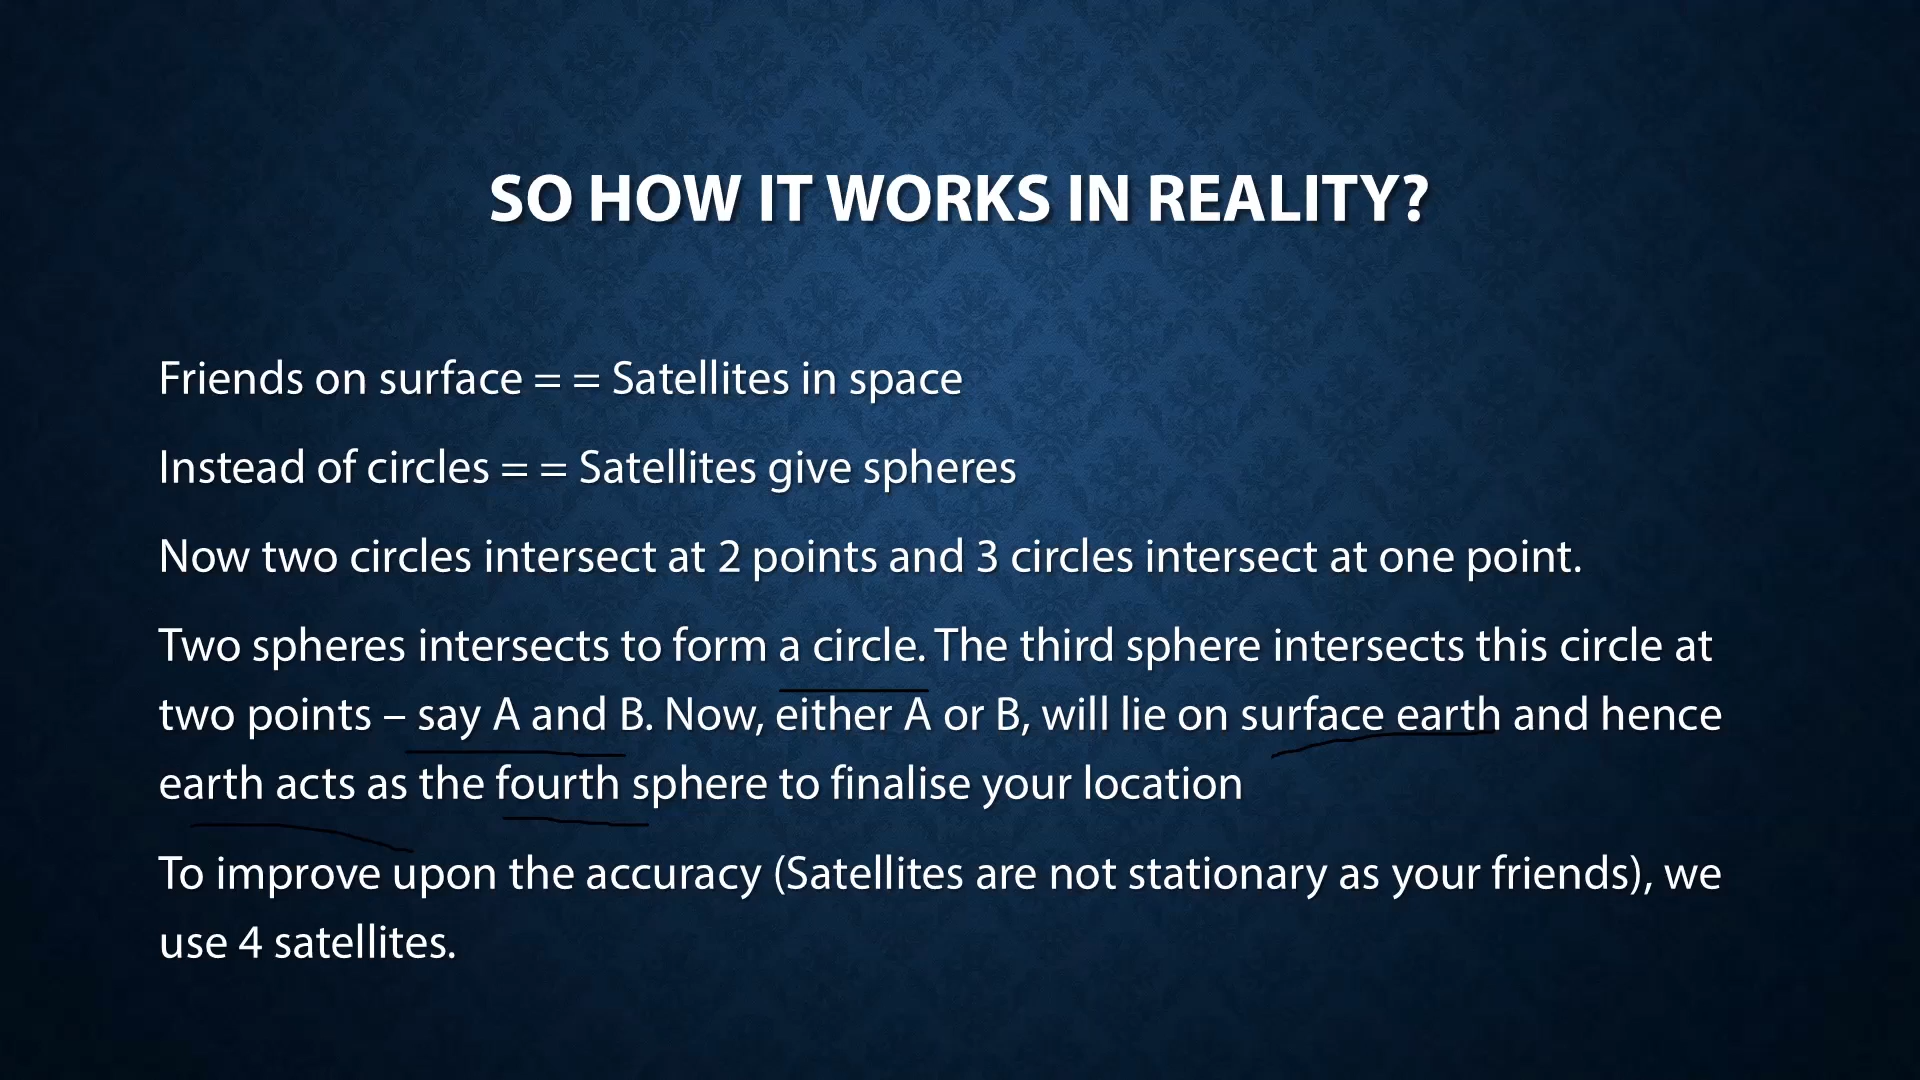 SO HOW IT WORKS IN REALITY?
Friends on surface = = Satellites in space
Instead of circles = = Satellites give spheres
Now two circles intersect at 2 points and 3 circles intersect at one point.
Two spheres intersects to form a circle. The third sphere intersects this circle at
two points – say A and B. Now, either A or B, will lie on surface earth and hence
earth acts as the fourth sphere to finalise your location
To improve upon the accuracy (Satellites are not stationary as your friends), we
use 4 satellites.